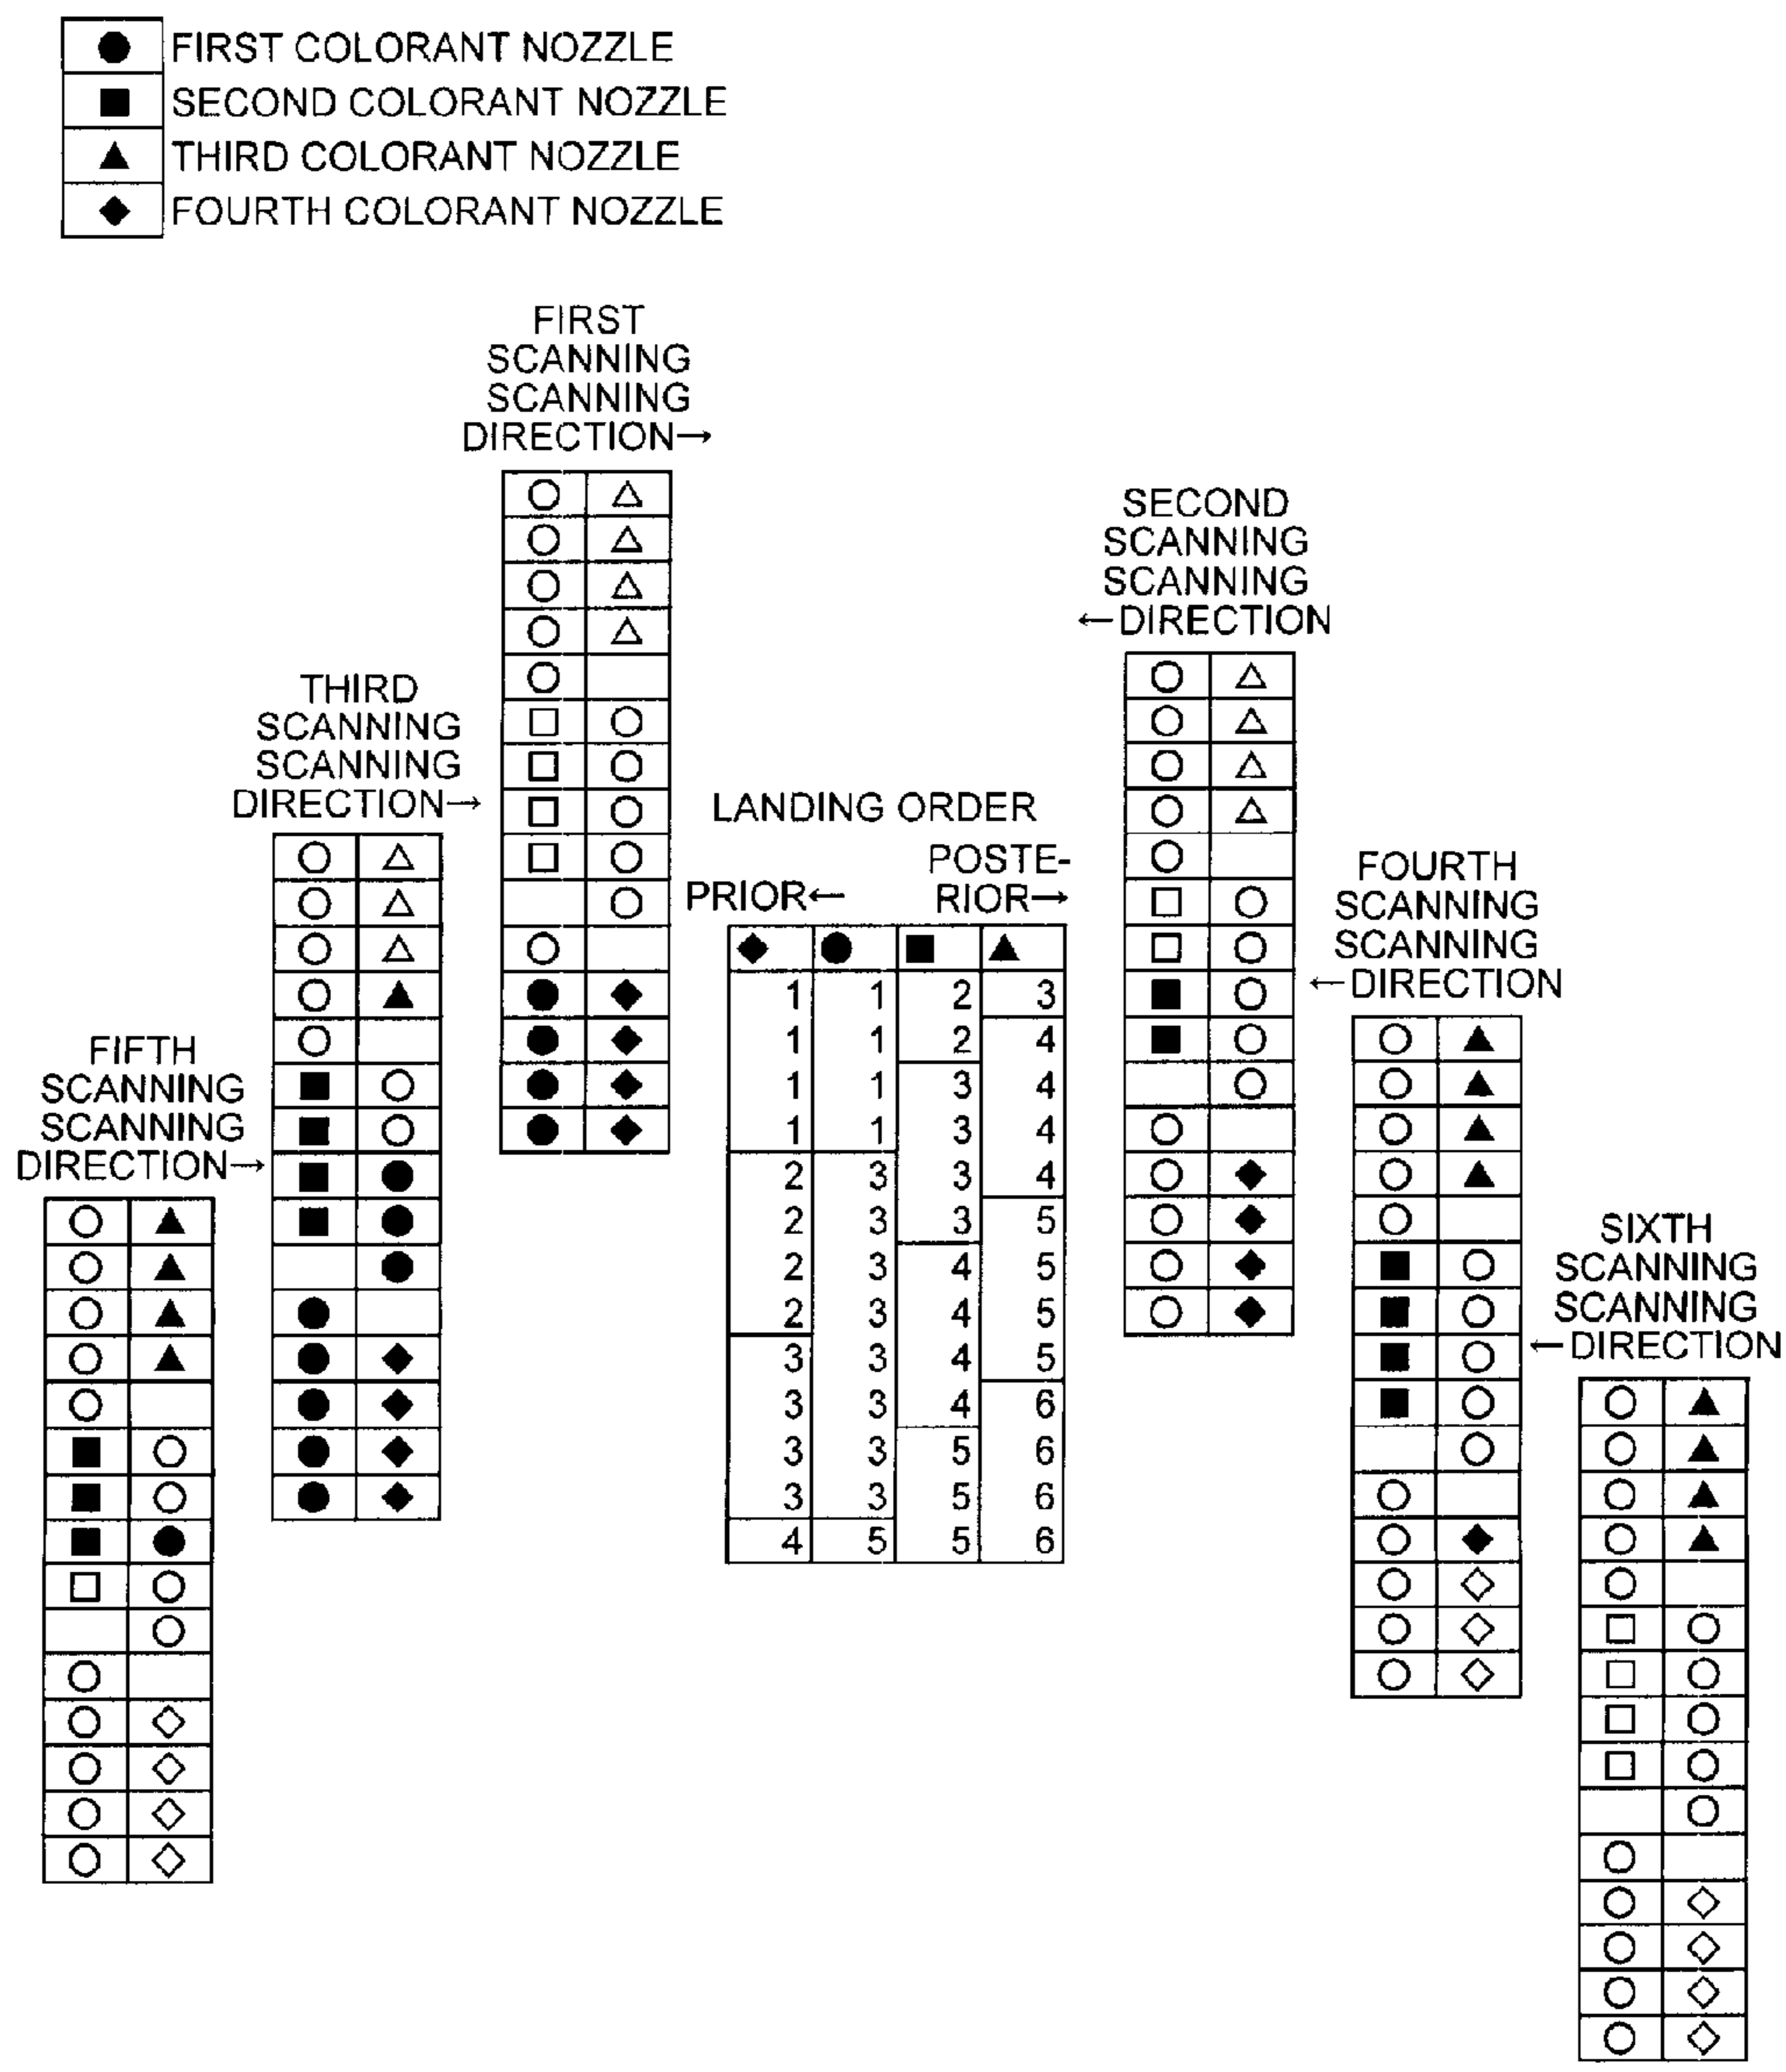 FIRST COLORANT NOZZLE
SECOND COLORANT NOZZLE
THIRD COLORANT NOZZLE
FOURTH COLORANT NOZZLE
FIRST
SCANNING
SCANNING
DIRECTION→
SECOND
SCANNING
SCANNING
←DIRECTION
THIRD
SCANNING
SCANNING
DIRECTION→
LANDING ORDER
PRIOR←
POSTE-
RIOR→
FOURTH
SCANNING
SCANNING
←DIRECTION
FIFTH
SCANNING
SCANNING
DIRECTION→
SIXTH
SCANNING
SCANNING
←DIRECTION
1 1 2 3
1 1 2 4
1 1 3 4
1 1 3 4
2 3 3 4
2 3 3 5
2 3 4 5
2 3 4 5
3 3 4 5
3 3 4 6
3 3 5 6
3 3 5 6
4 5 5 6